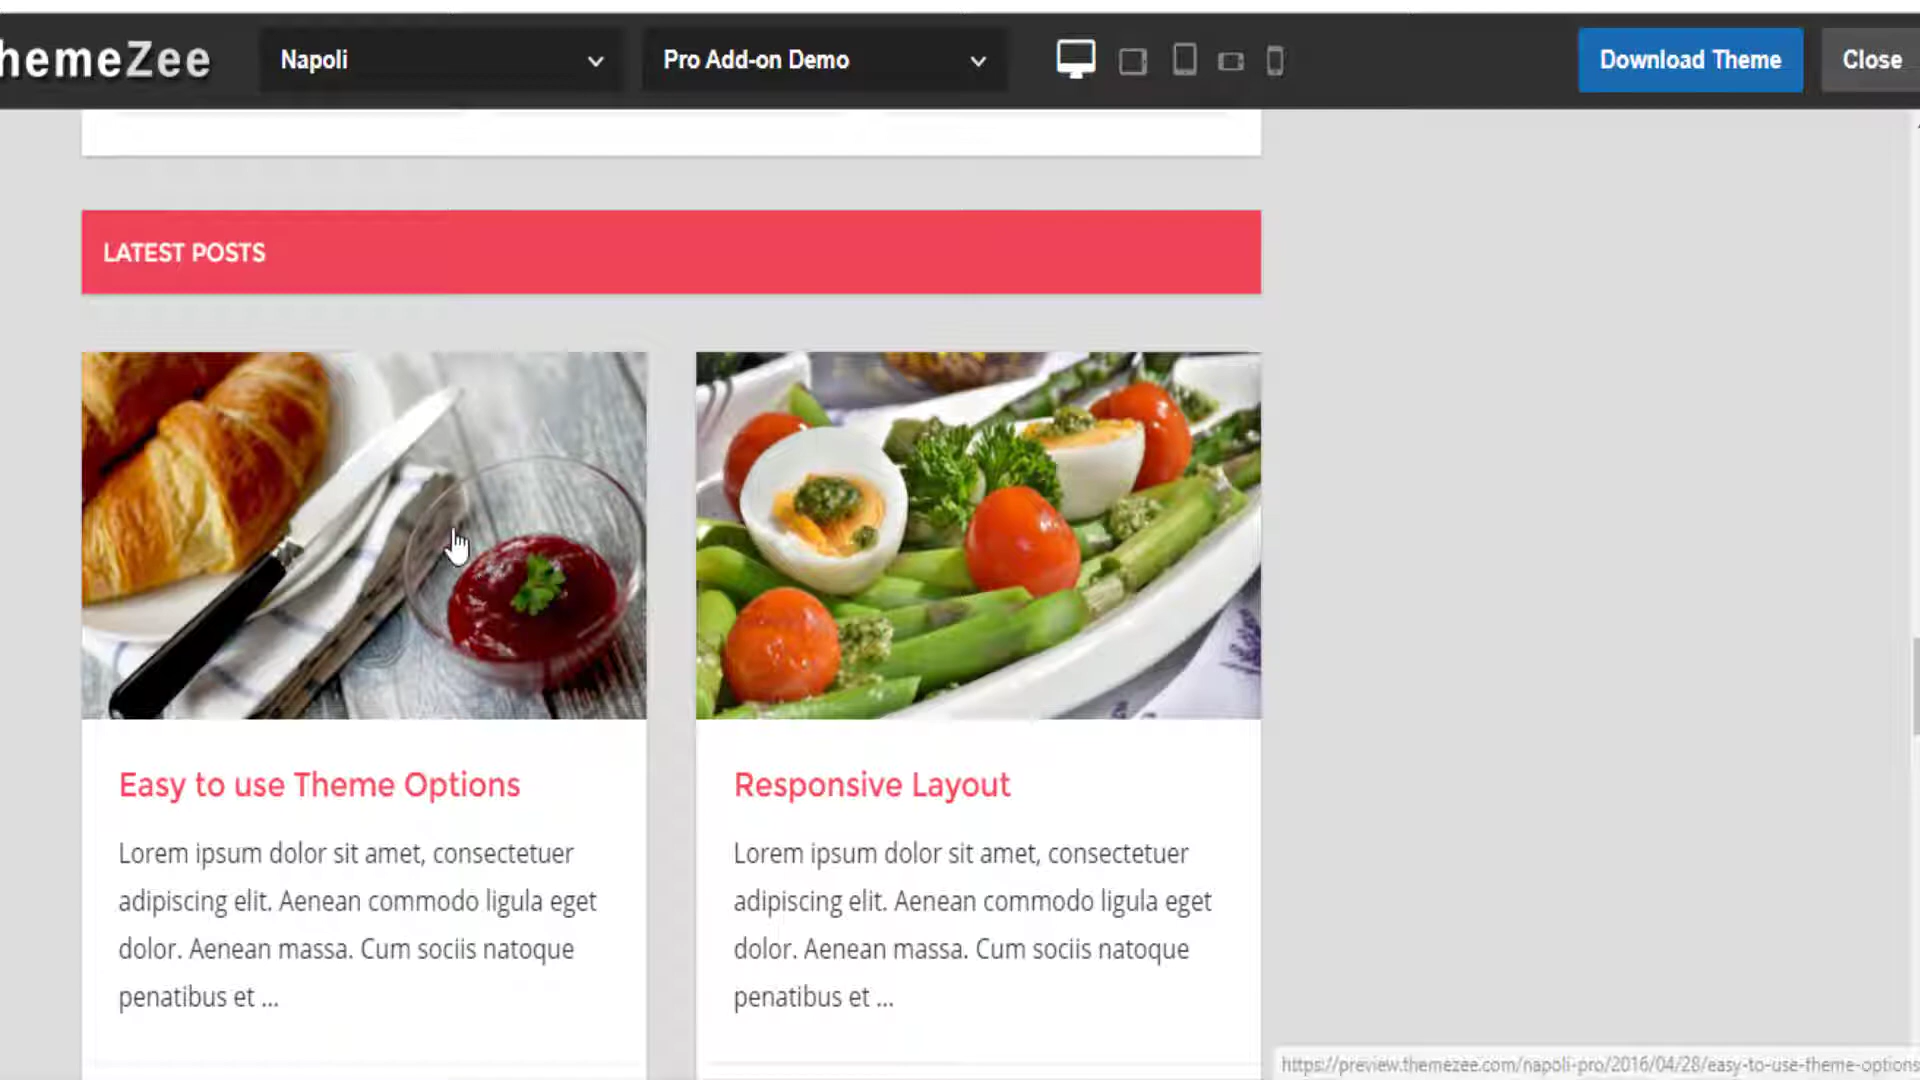 hemeZee
Napoli
Pro Add-on Demo
Download Theme
Close
LATEST POSTS
Easy to use Theme Options
Lorem ipsum dolor sit amet, consectetuer
adipiscing elit. Aenean commodo ligula eget
dolor. Aenean massa. Cum sociis natoque
penatibus et ...
Responsive Layout
Lorem ipsum dolor sit amet, consectetuer
adipiscing elit. Aenean commodo ligula eget
dolor. Aenean massa. Cum sociis natoque
penatibus et ...
https://preview.themezee.com/napoli-pro/2016/04/28/easy-to-use-theme-options